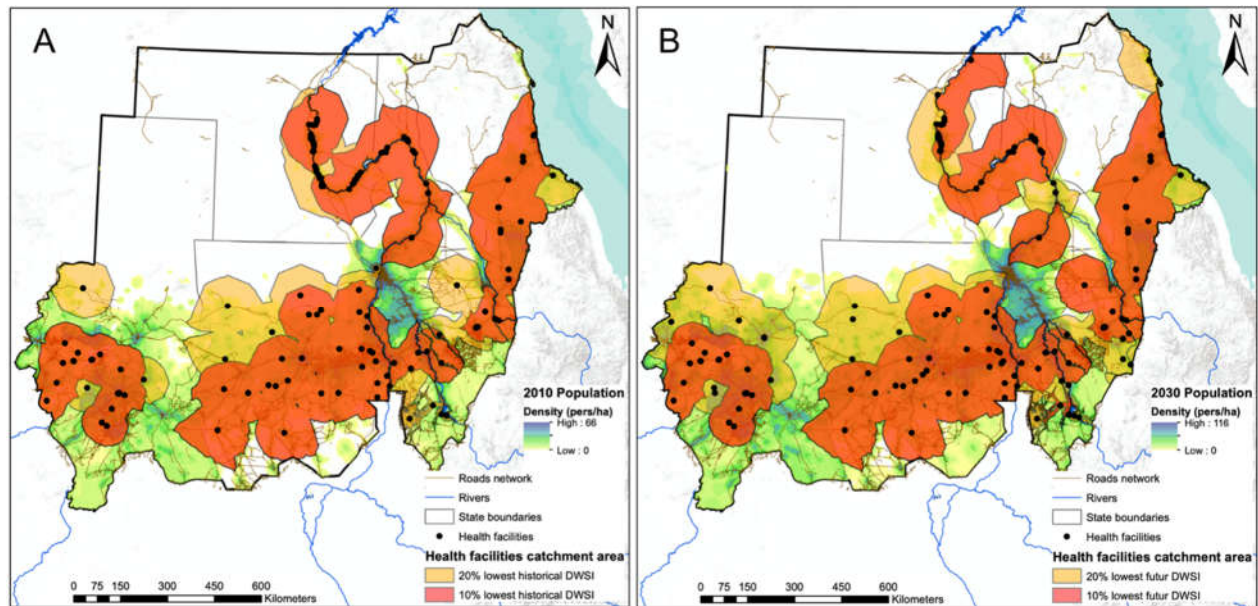 A
N
2010 Population
Density (pers/ha)
High : 66
Low : 0
Roads network
Rivers
State boundaries
Health facilities
Health facilities catchment area
20% lowest historical DWSI
10% lowest historical DWSI
0 75 150 300 450 600
Kilometers
B
N
2030 Population
Density (pers/ha)
High : 116
Low : 0
Roads network
Rivers
State boundaries
Health facilities
Health facilities catchment area
20% lowest futur DWSI
10% lowest futur DWSI
0 75 150 300 450 600
Kilometers